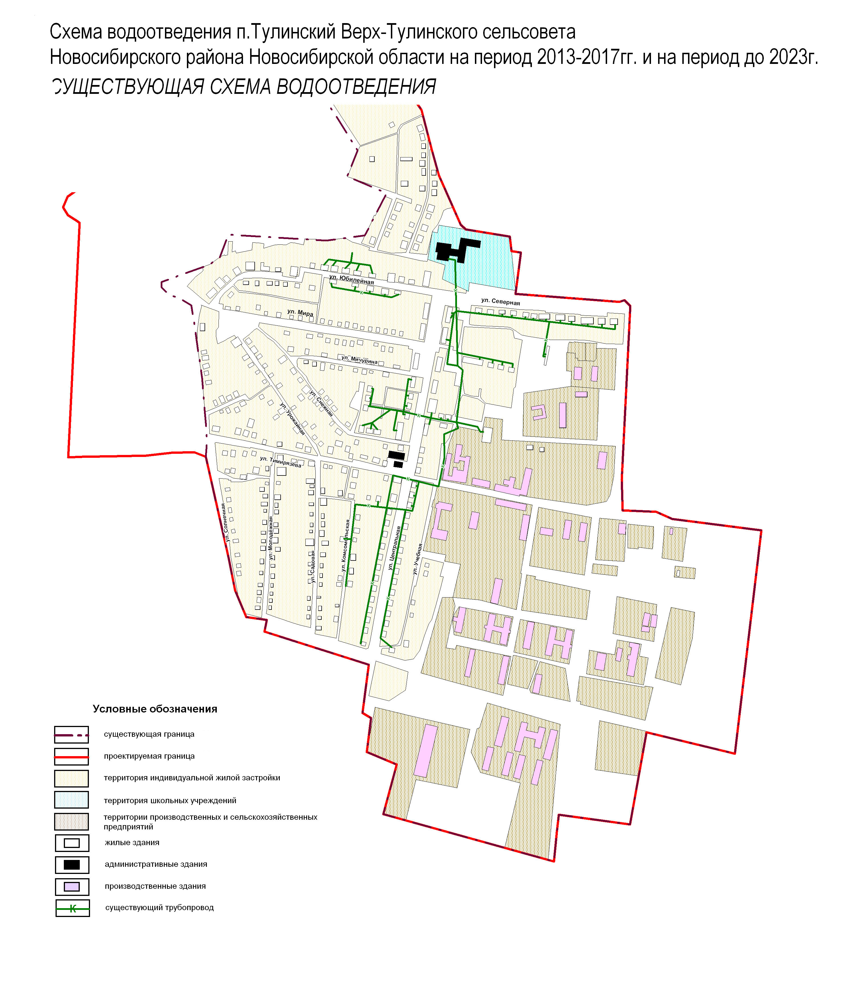 Схема водоотведения п.Тулинский Верх-Тулинского сельсовета
Новосибирского района Новосибирской области на период 2013-2017гг. и на период до 2023г.
СУЩЕСТВУЮЩАЯ СХЕМА ВОДООТВЕДЕНИЯ
ул. Юбилейная
К
К
ул. Северная
ул. Мира
К
ул. Мичурина
ул. Снежная
ул. Урожайная
К
ул. Тимирязева
К
К
К
ул. Солнечная
ул. Молодёжная
ул. Садовая
ул. Комсомольская
ул. Центральная
ул. Учебная
К
К
Условные обозначения
существующая граница
проектируемая граница
территория индивидуальной жилой застройки
территория школьных учреждений
территории производственных и сельскохозяйственных
предприятий
жилые здания
административные здания
производственные здания
К
существующий трубопровод